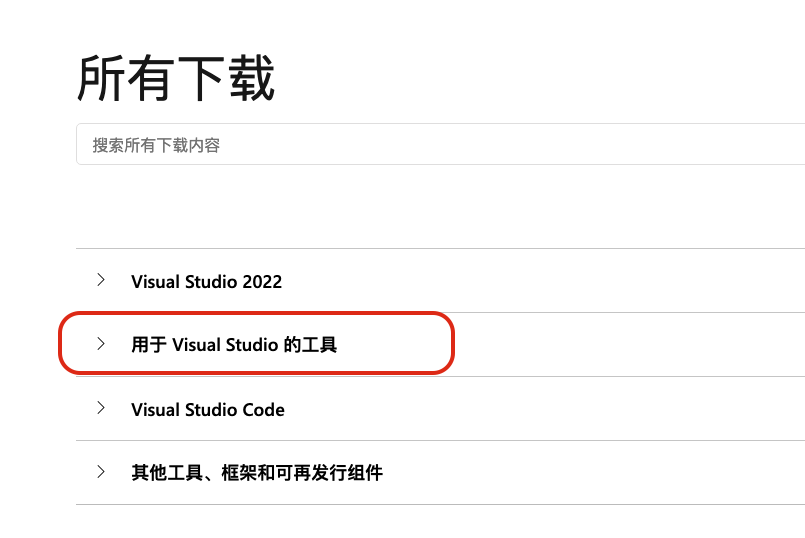 所有下载
搜索所有下载内容
Visual Studio 2022
用于 Visual Studio 的工具
Visual Studio Code
其他工具、框架和可再发行组件